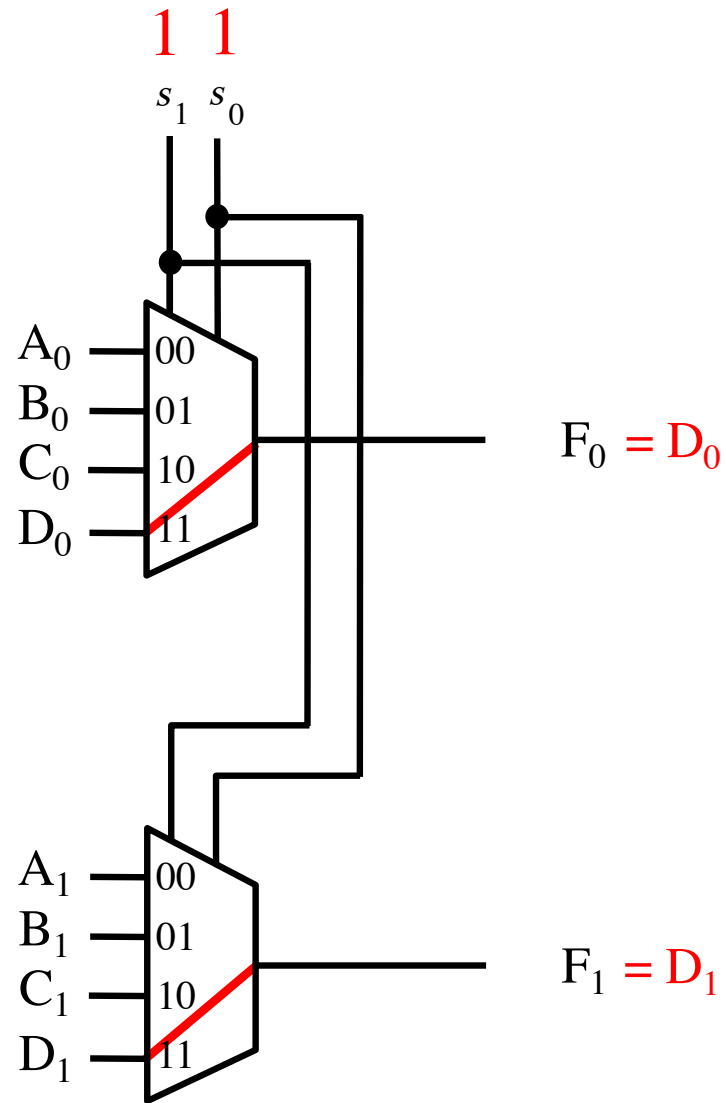 1 1
s₁ s₀
A₀ 00
B₀ 01
C₀ 10
D₀ 11
F₀ = D₀
A₁ 00
B₁ 01
C₁ 10
D₁ 11
F₁ = D₁